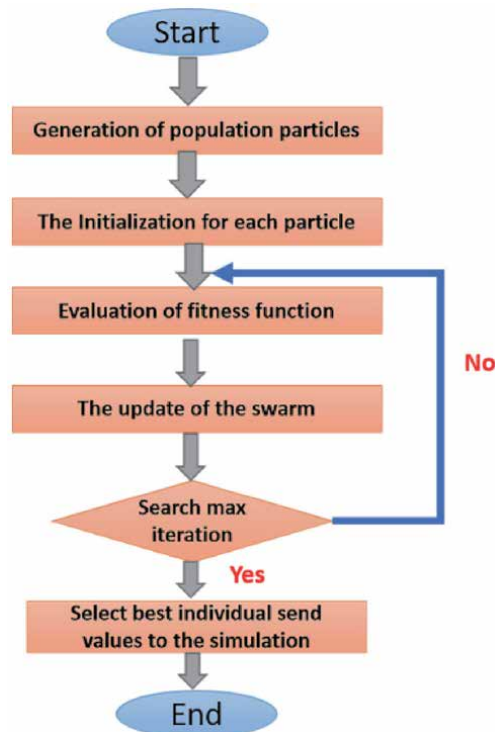 Start
Generation of population particles
The Initialization for each particle
Evaluation of fitness function
No
The update of the swarm
Search max
iteration
Yes
Select best individual send
values to the simulation
End